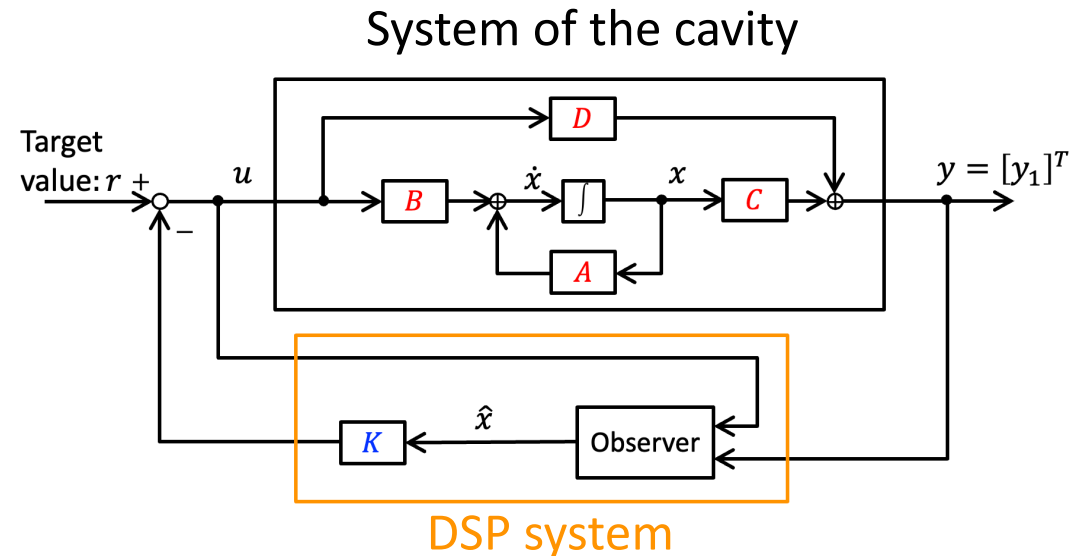 System of the cavity
D
Target
value: r +
u
B
ẋ
∫
x
C
y = [y₁]ᵀ
−
A
K
x̂
Observer
DSP system